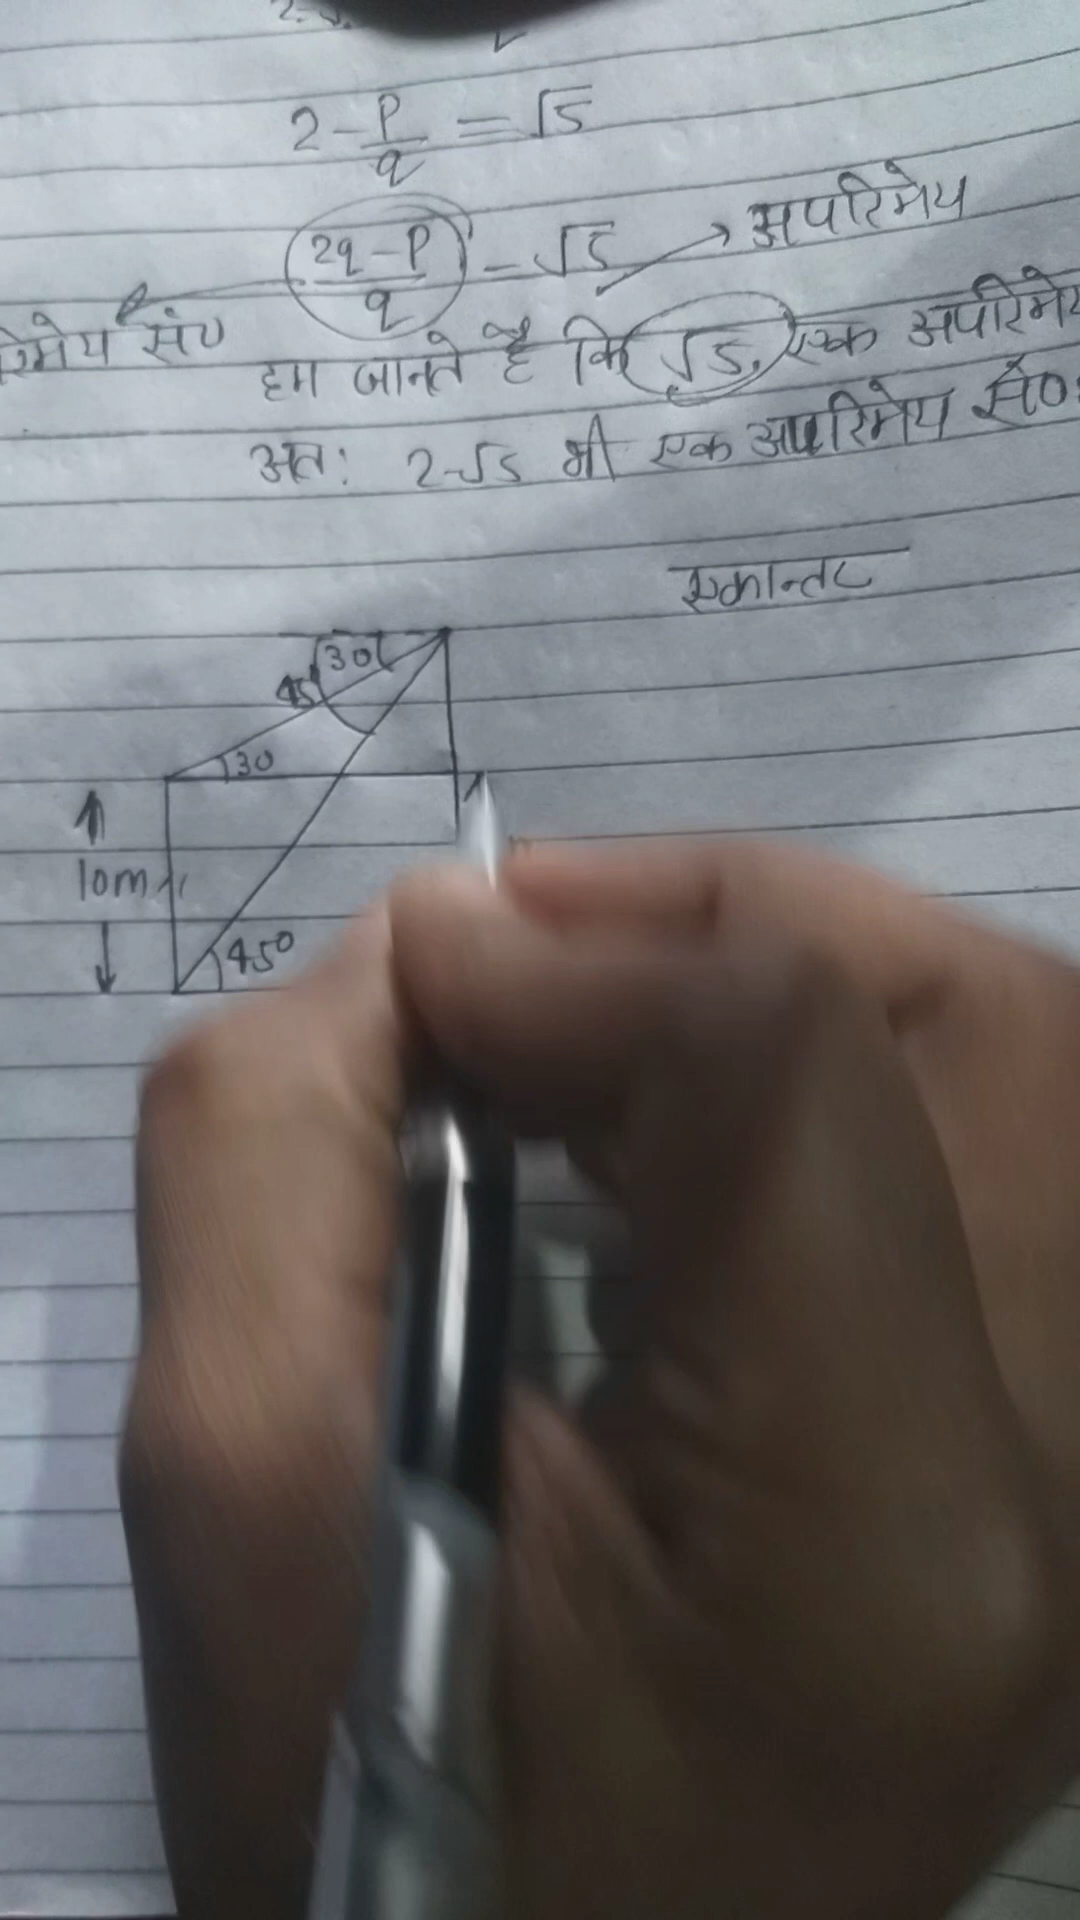 2 - P/q = √5
(2q - P)/q = √5 → अपरिमेय
हम जानते है कि √5, एक अपरिमेय
अतः 2-√5 भी एक अपरिमेय सं०
एकान्तर
30
45
30
10m
45°